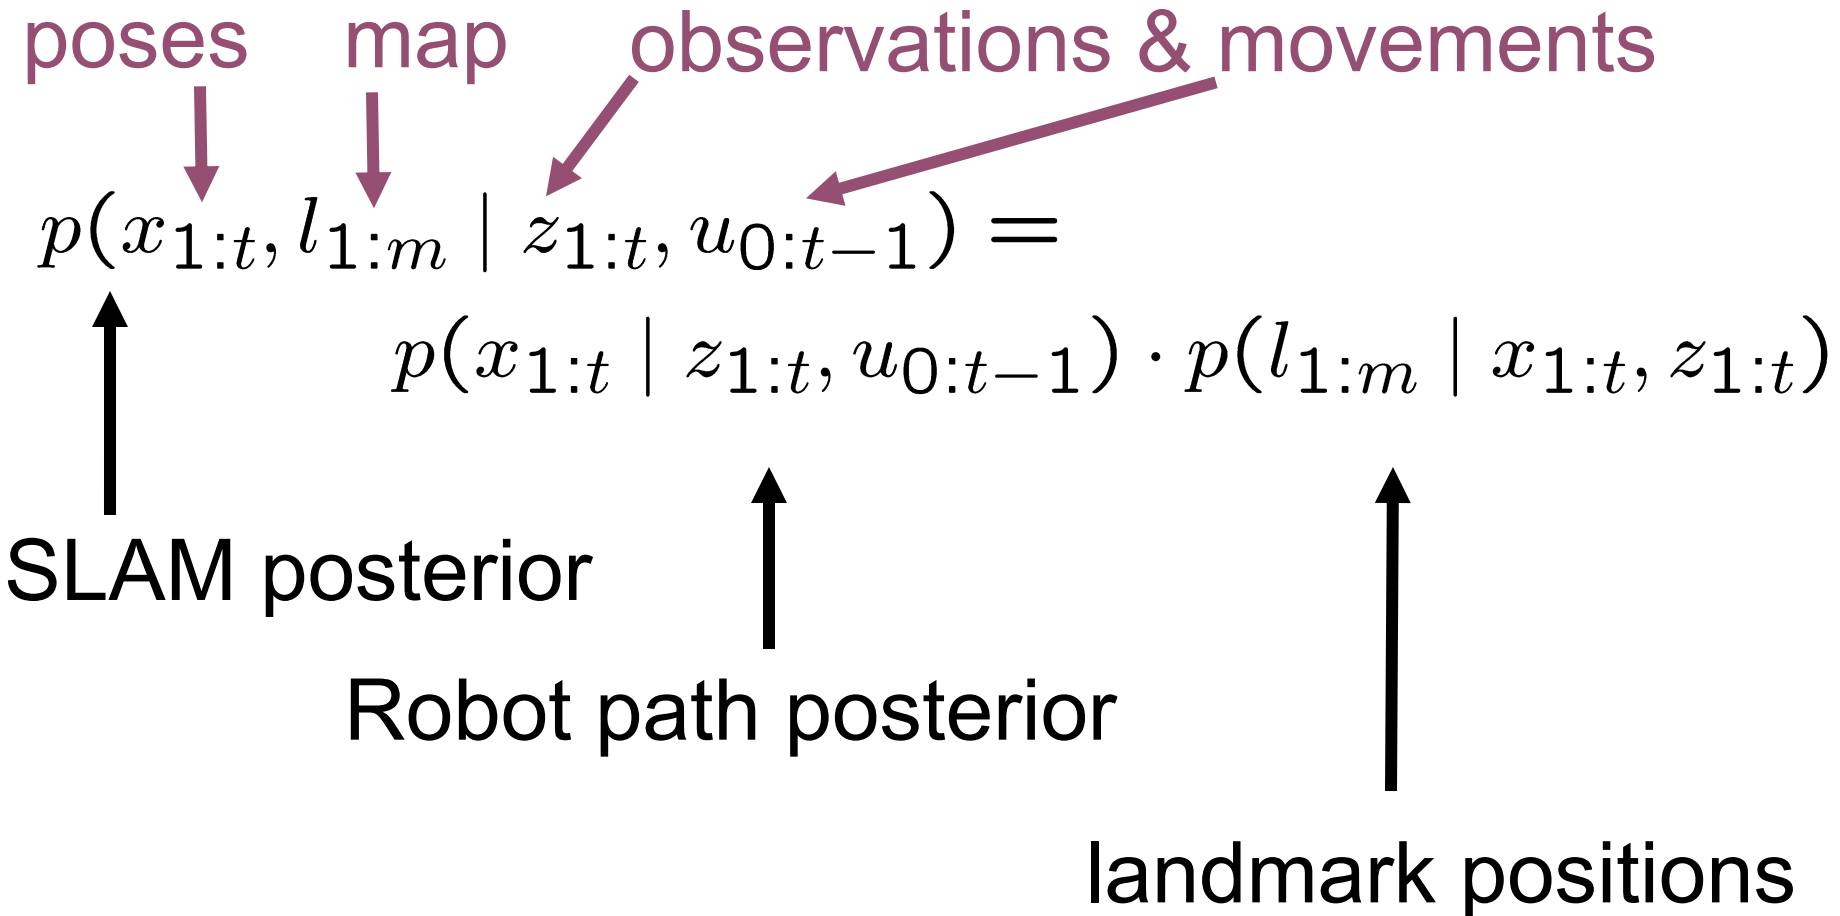 poses map observations & movements
p(x_{1:t}, l_{1:m} | z_{1:t}, u_{0:t−1}) =
p(x_{1:t} | z_{1:t}, u_{0:t−1}) · p(l_{1:m} | x_{1:t}, z_{1:t})
SLAM posterior
Robot path posterior
landmark positions